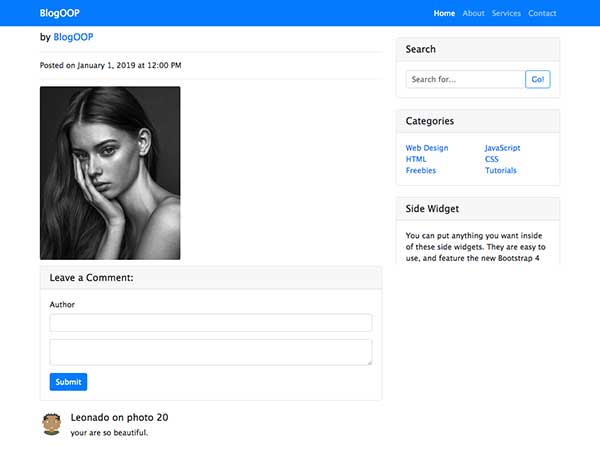 BlogOOP
Home About Services Contact
by BlogOOP
Posted on January 1, 2019 at 12:00 PM
Leave a Comment:
Author
Submit
Leonado on photo 20
your are so beautiful.
Search
Search for... Go!
Categories
Web Design JavaScript
HTML CSS
Freebies Tutorials
Side Widget
You can put anything you want inside
of these side widgets. They are easy to
use, and feature the new Bootstrap 4